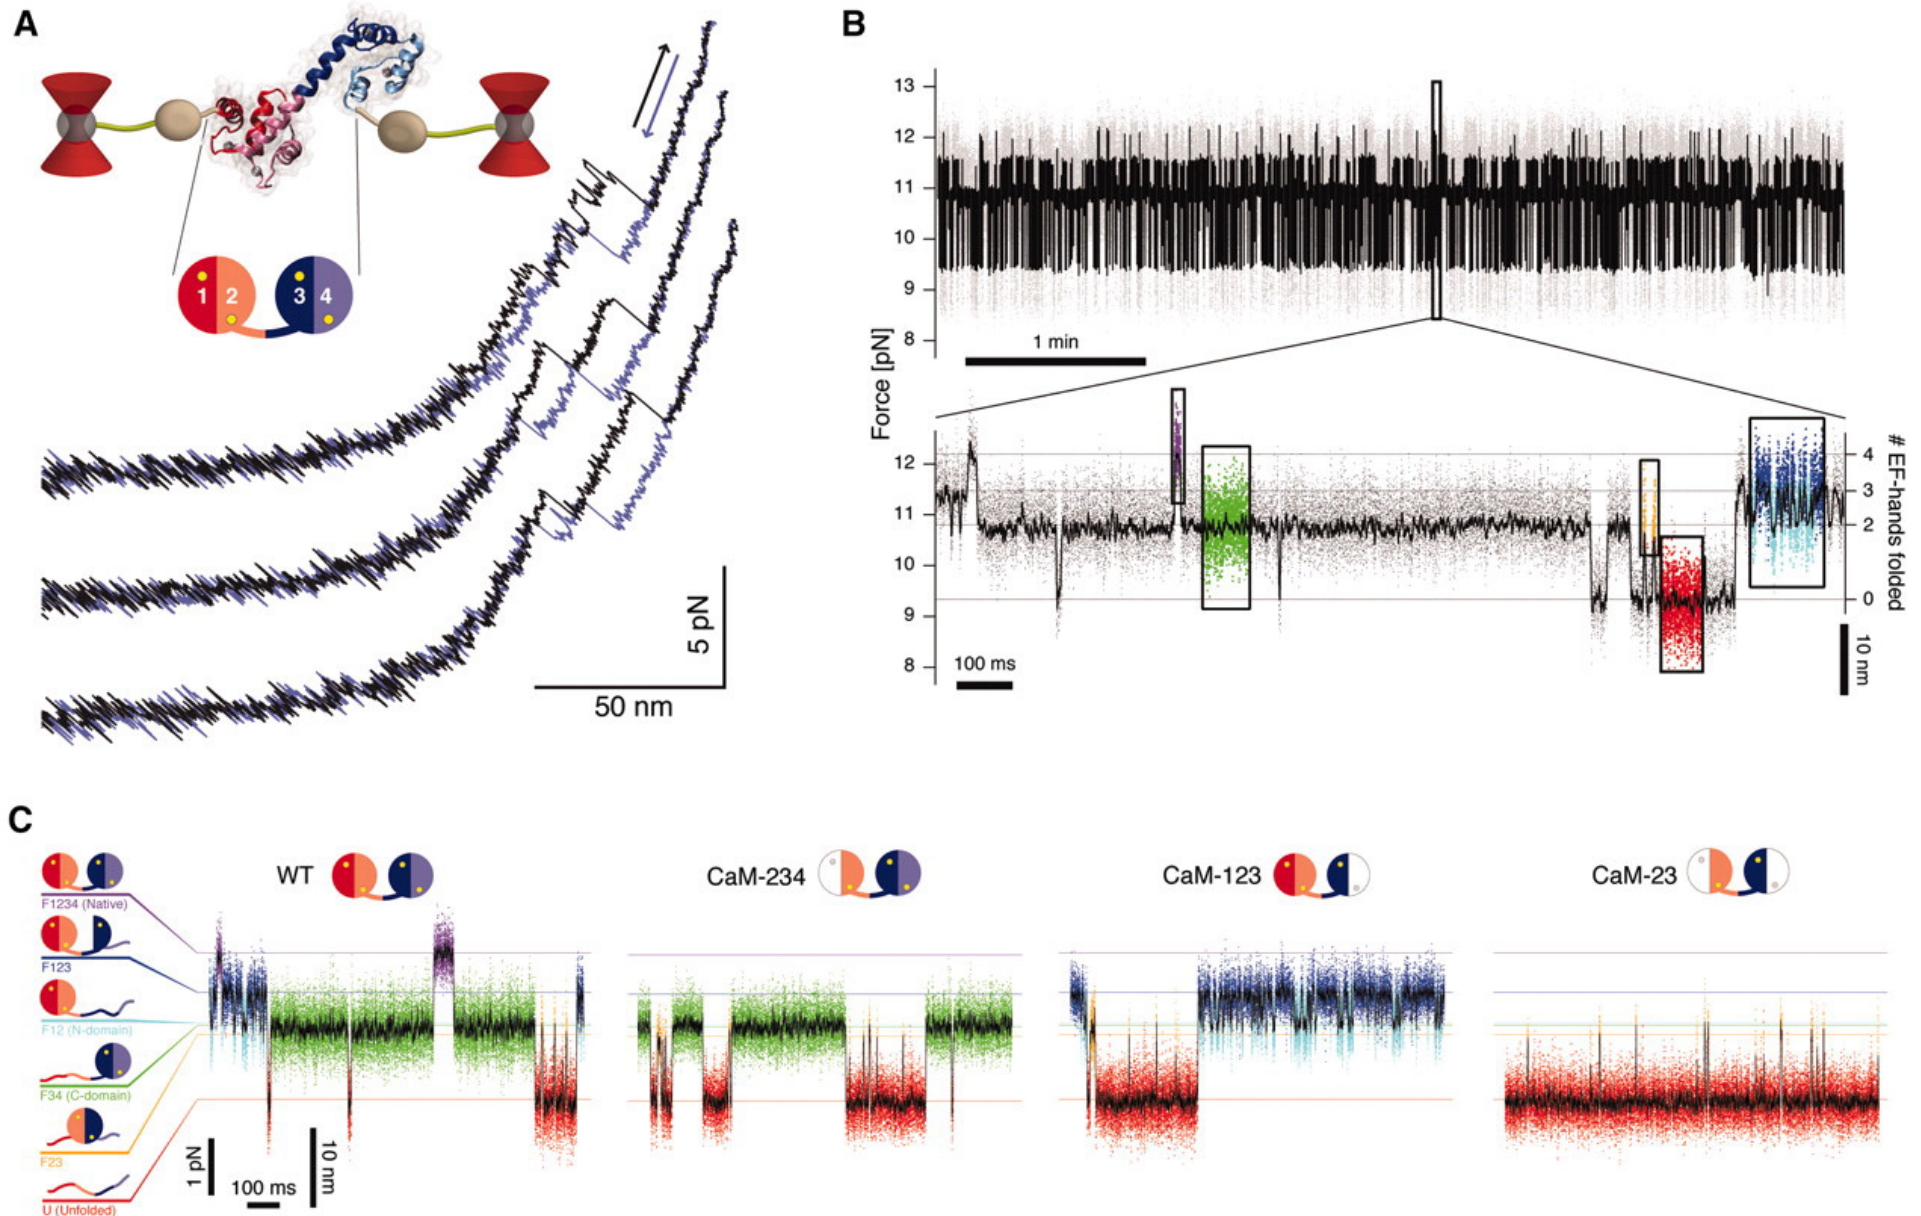 A
1 2 3 4
5 pN
50 nm
B
Force [pN]
13
12
11
10
9
8
1 min
12
11
10
9
8
100 ms
4
3
2
0
# EF-hands folded
10 nm
C
F1234 (Native)
F123
F12 (N-domain)
F34 (C-domain)
F23
U (Unfolded)
WT
CaM-234
CaM-123
CaM-23
1 pN
100 ms
10 nm